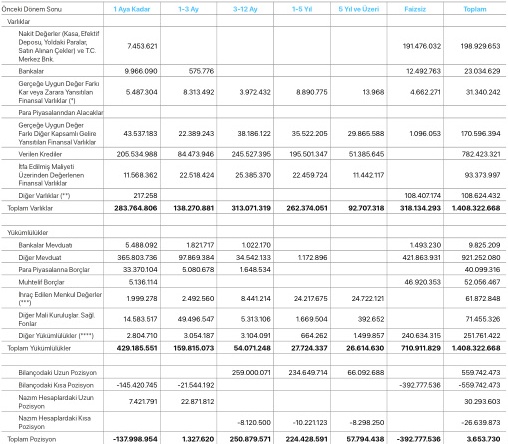 Önceki Dönem Sonu 1 Aya Kadar 1-3 Ay 3-12 Ay 1-5 Yıl 5 Yıl ve Üzeri Faizsiz Toplam
Varlıklar
Nakit Değerler (Kasa, Efektif
Deposu, Yoldaki Paralar,
Satın Alınan Çekler) ve T.C.
Merkez Bnk. 7.453.621 191.476.032 198.929.653
Bankalar 9.966.090 575.776 12.492.763 23.034.629
Gerçeğe Uygun Değer Farkı
Kar veya Zarara Yansıtılan
Finansal Varlıklar (*) 5.487.304 8.313.492 3.972.432 8.890.775 13.968 4.662.271 31.340.242
Para Piyasalarından Alacaklar
Gerçeğe Uygun Değer
Farkı Diğer Kapsamlı Gelire
Yansıtılan Finansal Varlıklar 43.537.183 22.389.243 38.186.122 35.522.205 29.865.588 1.096.053 170.596.394
Verilen Krediler 205.534.988 84.473.946 245.527.395 195.501.347 51.385.645 782.423.321
İtfa Edilmiş Maliyeti
Üzerinden Değerlenen
Finansal Varlıklar 11.568.362 22.518.424 25.385.370 22.459.724 11.442.117 93.373.997
Diğer Varlıklar (**) 217.258 108.407.174 108.624.432
Toplam Varlıklar 283.764.806 138.270.881 313.071.319 262.374.051 92.707.318 318.134.293 1.408.322.668
Yükümlülükler
Bankalar Mevduatı 5.488.092 1.821.717 1.022.170 1.493.230 9.825.209
Diğer Mevduat 365.803.736 97.869.384 34.542.133 1.172.896 421.863.931 921.252.080
Para Piyasalarına Borçlar 33.370.104 5.080.678 1.648.534 40.099.316
Muhtelif Borçlar 5.136.114 46.920.353 52.056.467
İhraç Edilen Menkul Değerler
(***) 1.999.278 2.492.560 8.441.214 24.217.675 24.722.121 61.872.848
Diğer Mali Kuruluşlar. Sağl.
Fonlar 14.583.517 49.496.547 5.313.106 1.669.504 392.652 71.455.326
Diğer Yükümlülükler (****) 2.804.710 3.054.187 3.104.091 664.262 1.499.857 240.634.315 251.761.422
Toplam Yükümlülükler 429.185.551 159.815.073 54.071.248 27.724.337 26.614.630 710.911.829 1.408.322.668
Bilançodaki Uzun Pozisyon 259.000.071 234.649.714 66.092.688 559.742.473
Bilançodaki Kısa Pozisyon -145.420.745 -21.544.192 -392.777.536 -559.742.473
Nazım Hesaplardaki Uzun
Pozisyon 7.421.791 22.871.812 30.293.603
Nazım Hesaplardaki Kısa
Pozisyon -8.120.500 -10.221.123 -8.298.250 -26.639.873
Toplam Pozisyon -137.998.954 1.327.620 250.879.571 224.428.591 57.794.438 -392.777.536 3.653.730